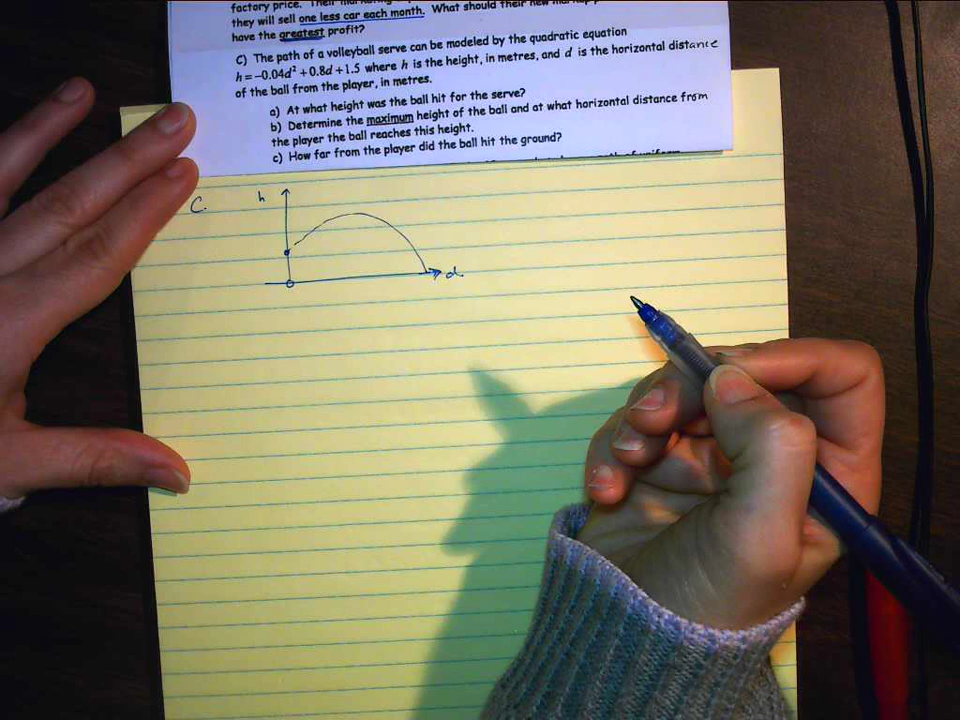 factory price.
they will sell one less car each month. What should their new
have the greatest profit?
C) The path of a volleyball serve can be modeled by the quadratic equation
h = -0.04d² + 0.8d + 1.5 where h is the height, in metres, and d is the horizontal distance
of the ball from the player, in metres.
a) At what height was the ball hit for the serve?
b) Determine the maximum height of the ball and at what horizontal distance from
the player the ball reaches this height.
c) How far from the player did the ball hit the ground?
C.
h
d